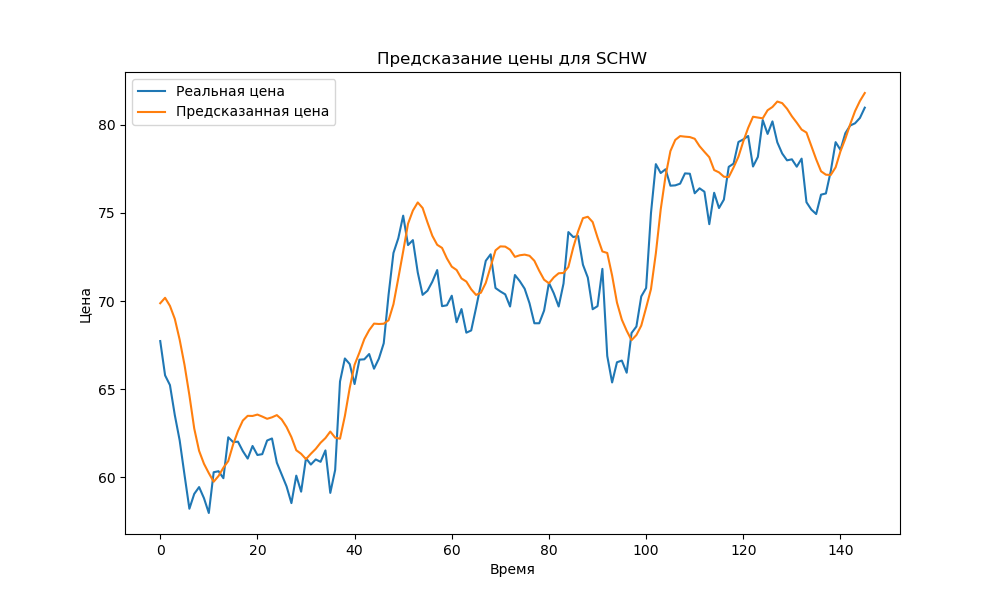 Предсказание цены для SCHW
Реальная цена
Предсказанная цена
80
75
70
65
60
Цена
0 20 40 60 80 100 120 140
Время